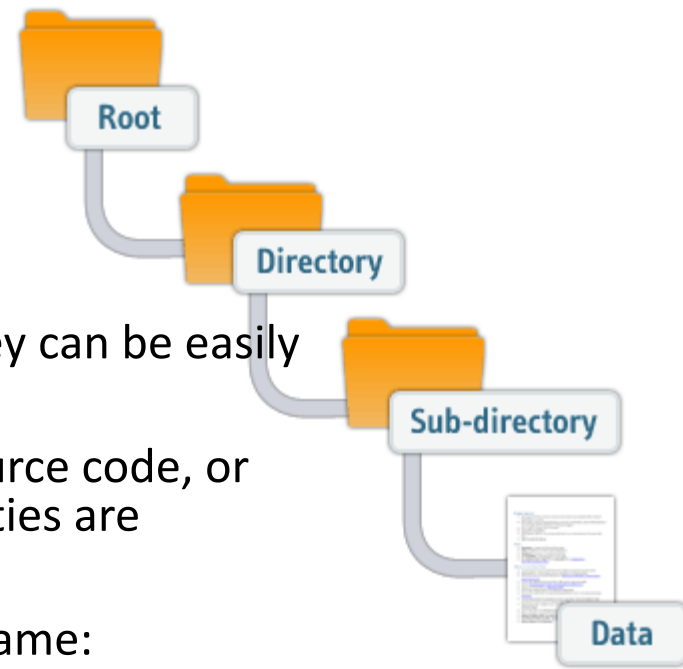 Root
Directory
ey can be easily
Sub-directory
urce code, or
ties are
Data
ame: